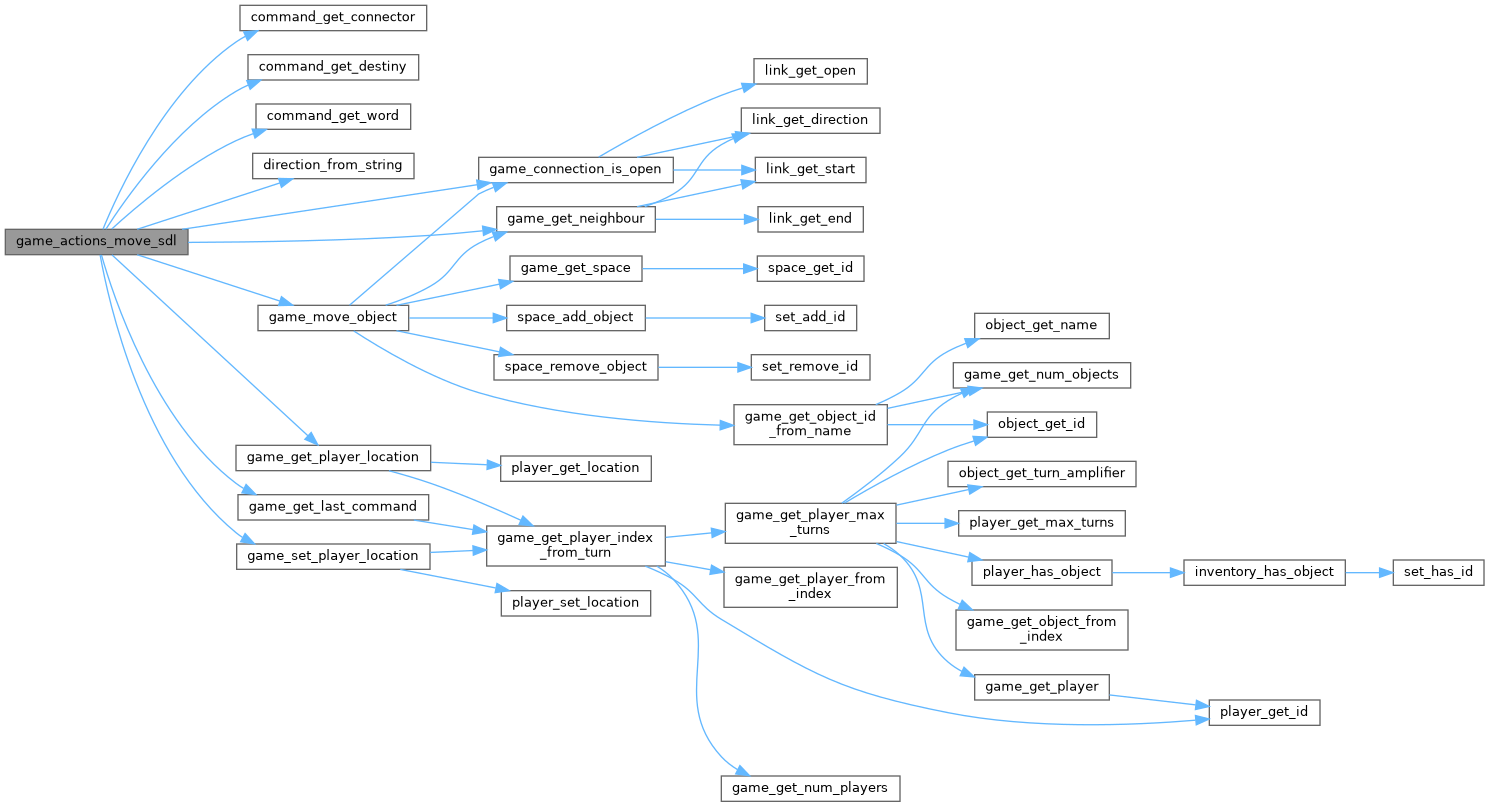 game_actions_move_sdl
command_get_connector
command_get_destiny
command_get_word
direction_from_string
game_connection_is_open
link_get_open
link_get_direction
link_get_start
game_get_neighbour
link_get_end
game_move_object
game_get_space
space_get_id
space_add_object
set_add_id
space_remove_object
set_remove_id
game_get_object_id
_from_name
object_get_name
game_get_num_objects
object_get_id
game_get_player_location
player_get_location
game_get_last_command
game_set_player_location
game_get_player_index
_from_turn
player_set_location
game_get_player_max
_turns
object_get_turn_amplifier
player_get_max_turns
player_has_object
inventory_has_object
set_has_id
game_get_player_from
_index
game_get_object_from
_index
game_get_player
player_get_id
game_get_num_players